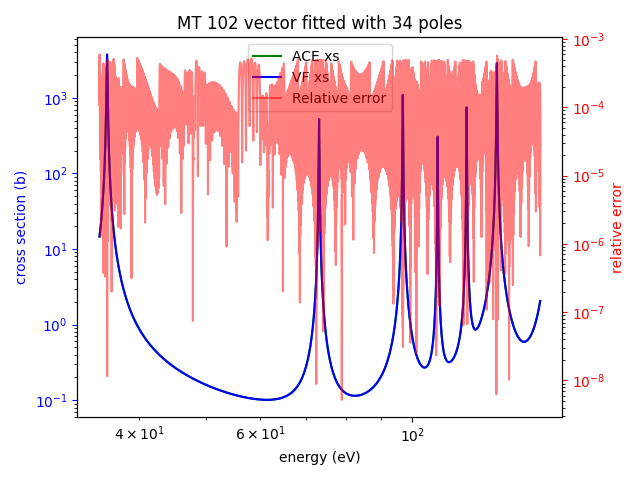 MT 102 vector fitted with 34 poles
ACE xs
VF xs
Relative error
cross section (b)
10³
10²
10¹
10⁰
10⁻¹
10⁻³
10⁻⁴
10⁻⁵
10⁻⁶
10⁻⁷
10⁻⁸
relative error
4 × 10¹
6 × 10¹
10²
energy (eV)